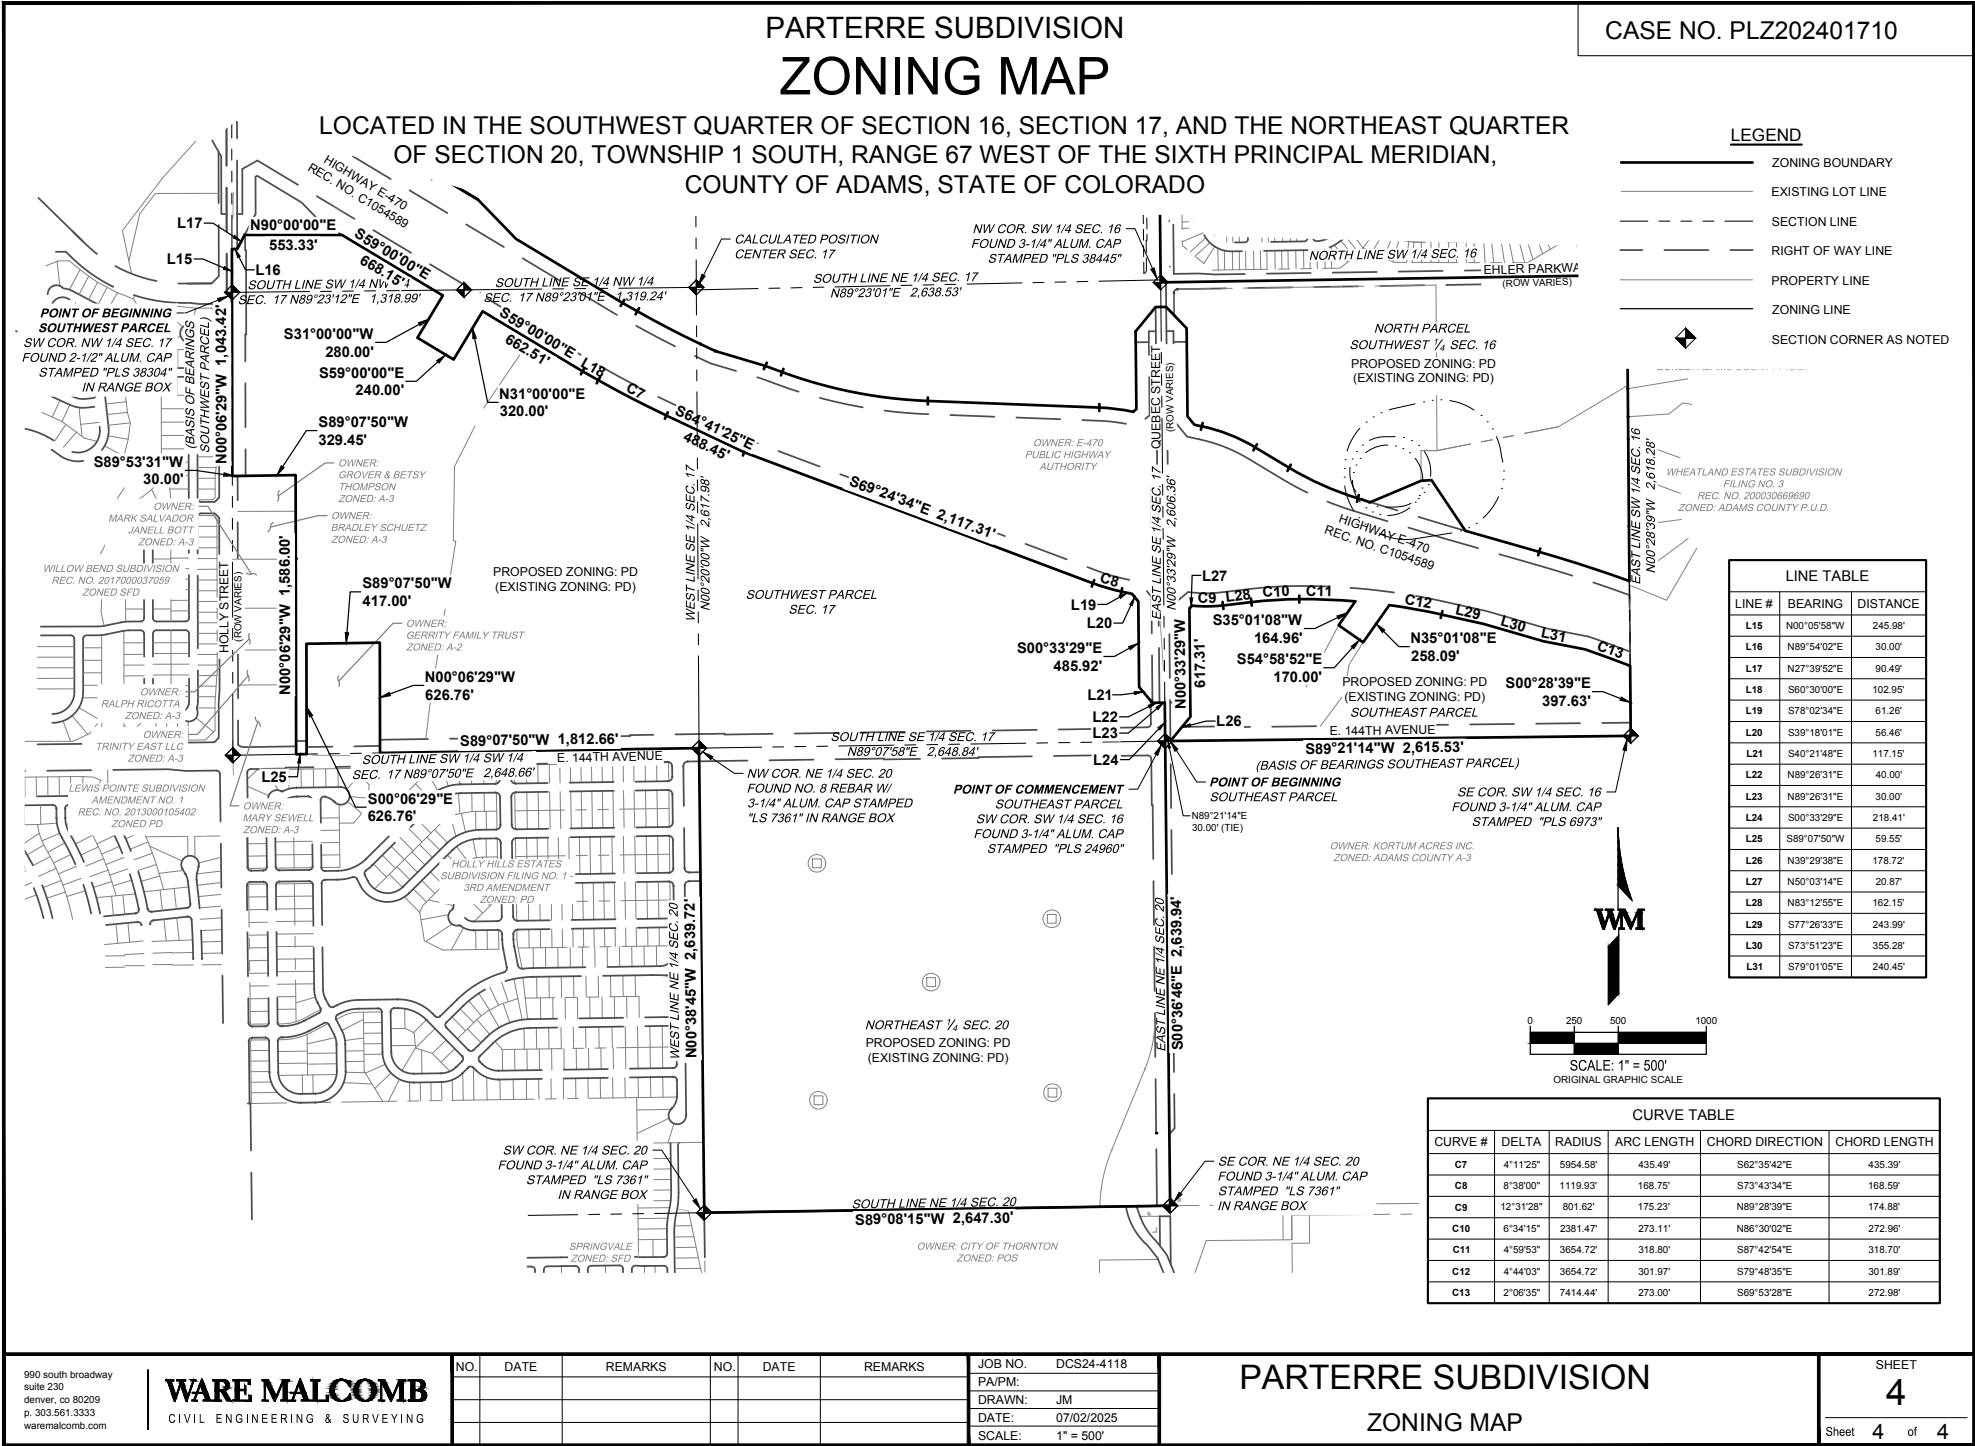 PARTERRE SUBDIVISION
ZONING MAP
CASE NO. PLZ202401710
LOCATED IN THE SOUTHWEST QUARTER OF SECTION 16, SECTION 17, AND THE NORTHEAST QUARTER
OF SECTION 20, TOWNSHIP 1 SOUTH, RANGE 67 WEST OF THE SIXTH PRINCIPAL MERIDIAN,
COUNTY OF ADAMS, STATE OF COLORADO
LEGEND
ZONING BOUNDARY
EXISTING LOT LINE
SECTION LINE
RIGHT OF WAY LINE
PROPERTY LINE
ZONING LINE
SECTION CORNER AS NOTED
HIGHWAY E-470
REC. NO. C1054589
L17
N90°00'00"E
553.33'
S59°00'00"E
668.15'
L15
L16
SOUTH LINE SW 1/4 NW 1/4
SEC. 17 N89°23'12"E 1,318.99'
SOUTH LINE SE 1/4 NW 1/4
SEC. 17 N89°23'01"E 1,319.24'
CALCULATED POSITION
CENTER SEC. 17
SOUTH LINE NE 1/4 SEC. 17
N89°23'01"E 2,638.53'
NW COR. SW 1/4 SEC. 16
FOUND 3-1/4" ALUM. CAP
STAMPED "PLS 38445"
NORTH LINE SW 1/4 SEC. 16
EHLER PARKWA
(ROW VARIES)
POINT OF BEGINNING
SOUTHWEST PARCEL
SW COR. NW 1/4 SEC. 17
FOUND 2-1/2" ALUM. CAP
STAMPED "PLS 38304"
IN RANGE BOX
(BASIS OF BEARINGS
SOUTHWEST PARCEL)
N00°06'29"W 1,043.42'
S31°00'00"W
280.00'
S59°00'00"E
240.00'
N31°00'00"E
320.00'
S59°00'00"E
662.51'
L18
C7
S64°41'25"E
488.45'
S69°24'34"E 2,117.31'
QUEBEC STREET
(ROW VARIES)
NORTH PARCEL
SOUTHWEST 1/4 SEC. 16
PROPOSED ZONING: PD
(EXISTING ZONING: PD)
OWNER: E-470
PUBLIC HIGHWAY
AUTHORITY
EAST LINE SW 1/4 SEC. 16
N00°28'39"W 2,618.28'
WHEATLAND ESTATES SUBDIVISION
FILING NO. 3
REC. NO. 200030669690
ZONED: ADAMS COUNTY P.U.D.
HIGHWAY E-470
REC. NO. C1054589
S89°07'50"W
329.45'
S89°53'31"W
30.00'
OWNER:
GROVER & BETSY
THOMPSON
ZONED: A-3
OWNER:
MARK SALVADOR
JANELL BOTT
ZONED: A-3
OWNER:
BRADLEY SCHUETZ
ZONED: A-3
WILLOW BEND SUBDIVISION
REC. NO. 2017000037059
ZONED SFD
HOLLY STREET
(ROW VARIES)
N00°06'29"W 1,586.00'
S89°07'50"W
417.00'
PROPOSED ZONING: PD
(EXISTING ZONING: PD)
OWNER:
GERRITY FAMILY TRUST
ZONED: A-2
N00°06'29"W
626.76'
WEST LINE SE 1/4 SEC. 17
N00°20'00"W 2,617.98'
SOUTHWEST PARCEL
SEC. 17
EAST LINE SE 1/4 SEC. 17
N00°33'29"W 2,606.36'
C8
L19
L20
S00°33'29"E
485.92'
L21
L22
L23
L24
L27
C9
L28
C10
C11
S35°01'08"W
164.96'
S54°58'52"E
170.00'
N35°01'08"E
258.09'
C12
L29
L30
L31
C13
N00°33'29"W
617.31'
L26
PROPOSED ZONING: PD
(EXISTING ZONING: PD)
SOUTHEAST PARCEL
S00°28'39"E
397.63'
E. 144TH AVENUE
S89°21'14"W 2,615.53'
(BASIS OF BEARINGS SOUTHEAST PARCEL)
OWNER:
RALPH RICOTTA
ZONED: A-3
OWNER:
TRINITY EAST LLC
ZONED: A-3
L25
S89°07'50"W 1,812.66'
SOUTH LINE SW 1/4 SW 1/4
SEC. 17 N89°07'50"E 2,648.66'
E. 144TH AVENUE
SOUTH LINE SE 1/4 SEC. 17
N89°07'58"E 2,648.84'
LEWIS POINTE SUBDIVISION
AMENDMENT NO. 1
REC. NO. 2013000105402
ZONED PD
OWNER:
MARY SEWELL
ZONED: A-3
S00°06'29"E
626.76'
NW COR. NE 1/4 SEC. 20
FOUND NO. 8 REBAR W/
3-1/4" ALUM. CAP STAMPED
"LS 7361" IN RANGE BOX
POINT OF COMMENCEMENT
SOUTHEAST PARCEL
SW COR. SW 1/4 SEC. 16
FOUND 3-1/4" ALUM. CAP
STAMPED "PLS 24960"
POINT OF BEGINNING
SOUTHEAST PARCEL
N89°21'14"E
30.00' (TIE)
SE COR. SW 1/4 SEC. 16
FOUND 3-1/4" ALUM. CAP
STAMPED "PLS 6973"
OWNER: KORTUM ACRES INC.
ZONED: ADAMS COUNTY A-3
HOLLY HILLS ESTATES
SUBDIVISION FILING NO. 1 -
3RD AMENDMENT
ZONED: PD
WEST LINE NE 1/4 SEC. 20
N00°38'45"W 2,639.72'
EAST LINE NE 1/4 SEC. 20
S00°36'46"E 2,639.94'
NORTHEAST 1/4 SEC. 20
PROPOSED ZONING: PD
(EXISTING ZONING: PD)
SW COR. NE 1/4 SEC. 20
FOUND 3-1/4" ALUM. CAP
STAMPED "LS 7361"
IN RANGE BOX
SE COR. NE 1/4 SEC. 20
FOUND 3-1/4" ALUM. CAP
STAMPED "LS 7361"
IN RANGE BOX
SOUTH LINE NE 1/4 SEC. 20
S89°08'15"W 2,647.30'
SPRINGVALE
ZONED: SFD
OWNER: CITY OF THORNTON
ZONED: POS
LINE TABLE
LINE # BEARING DISTANCE
L15 N00°05'58"W 245.98'
L16 N89°54'02"E 30.00'
L17 N27°39'52"E 90.49'
L18 S60°30'00"E 102.95'
L19 S78°02'34"E 61.26'
L20 S39°18'01"E 56.46'
L21 S40°21'48"E 117.15'
L22 N89°26'31"E 40.00'
L23 N89°26'31"E 30.00'
L24 S00°33'29"E 218.41'
L25 S89°07'50"W 59.55'
L26 N39°29'38"E 178.72'
L27 N50°03'14"E 20.87'
L28 N83°12'55"E 162.15'
L29 S77°26'33"E 243.99'
L30 S73°51'23"E 355.28'
L31 S79°01'05"E 240.45'
WM
0 250 500 1000
SCALE: 1" = 500'
ORIGINAL GRAPHIC SCALE
CURVE TABLE
CURVE # DELTA RADIUS ARC LENGTH CHORD DIRECTION CHORD LENGTH
C7 4°11'25" 5954.58' 435.49' S62°35'42"E 435.39'
C8 8°38'00" 1119.93' 168.75' S73°43'34"E 168.59'
C9 12°31'28" 801.62' 175.23' N89°28'39"E 174.88'
C10 6°34'15" 2381.47' 273.11' N86°30'02"E 272.96'
C11 4°59'53" 3654.72' 318.80' S87°42'54"E 318.70'
C12 4°44'03" 3654.72' 301.97' S79°48'35"E 301.89'
C13 2°06'35" 7414.44' 273.00' S69°53'28"E 272.98'
990 south broadway
suite 230
denver, co 80209
p. 303.561.3333
waremalcomb.com
WARE MALCOMB
CIVIL ENGINEERING & SURVEYING
NO. DATE REMARKS NO. DATE REMARKS
JOB NO. DCS24-4118
PA/PM:
DRAWN: JM
DATE: 07/02/2025
SCALE: 1" = 500'
PARTERRE SUBDIVISION
ZONING MAP
SHEET
4
Sheet 4 of 4